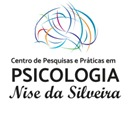 Centro de Pesquisas e Práticas em
PSICOLOGIA
Nise da Silveira